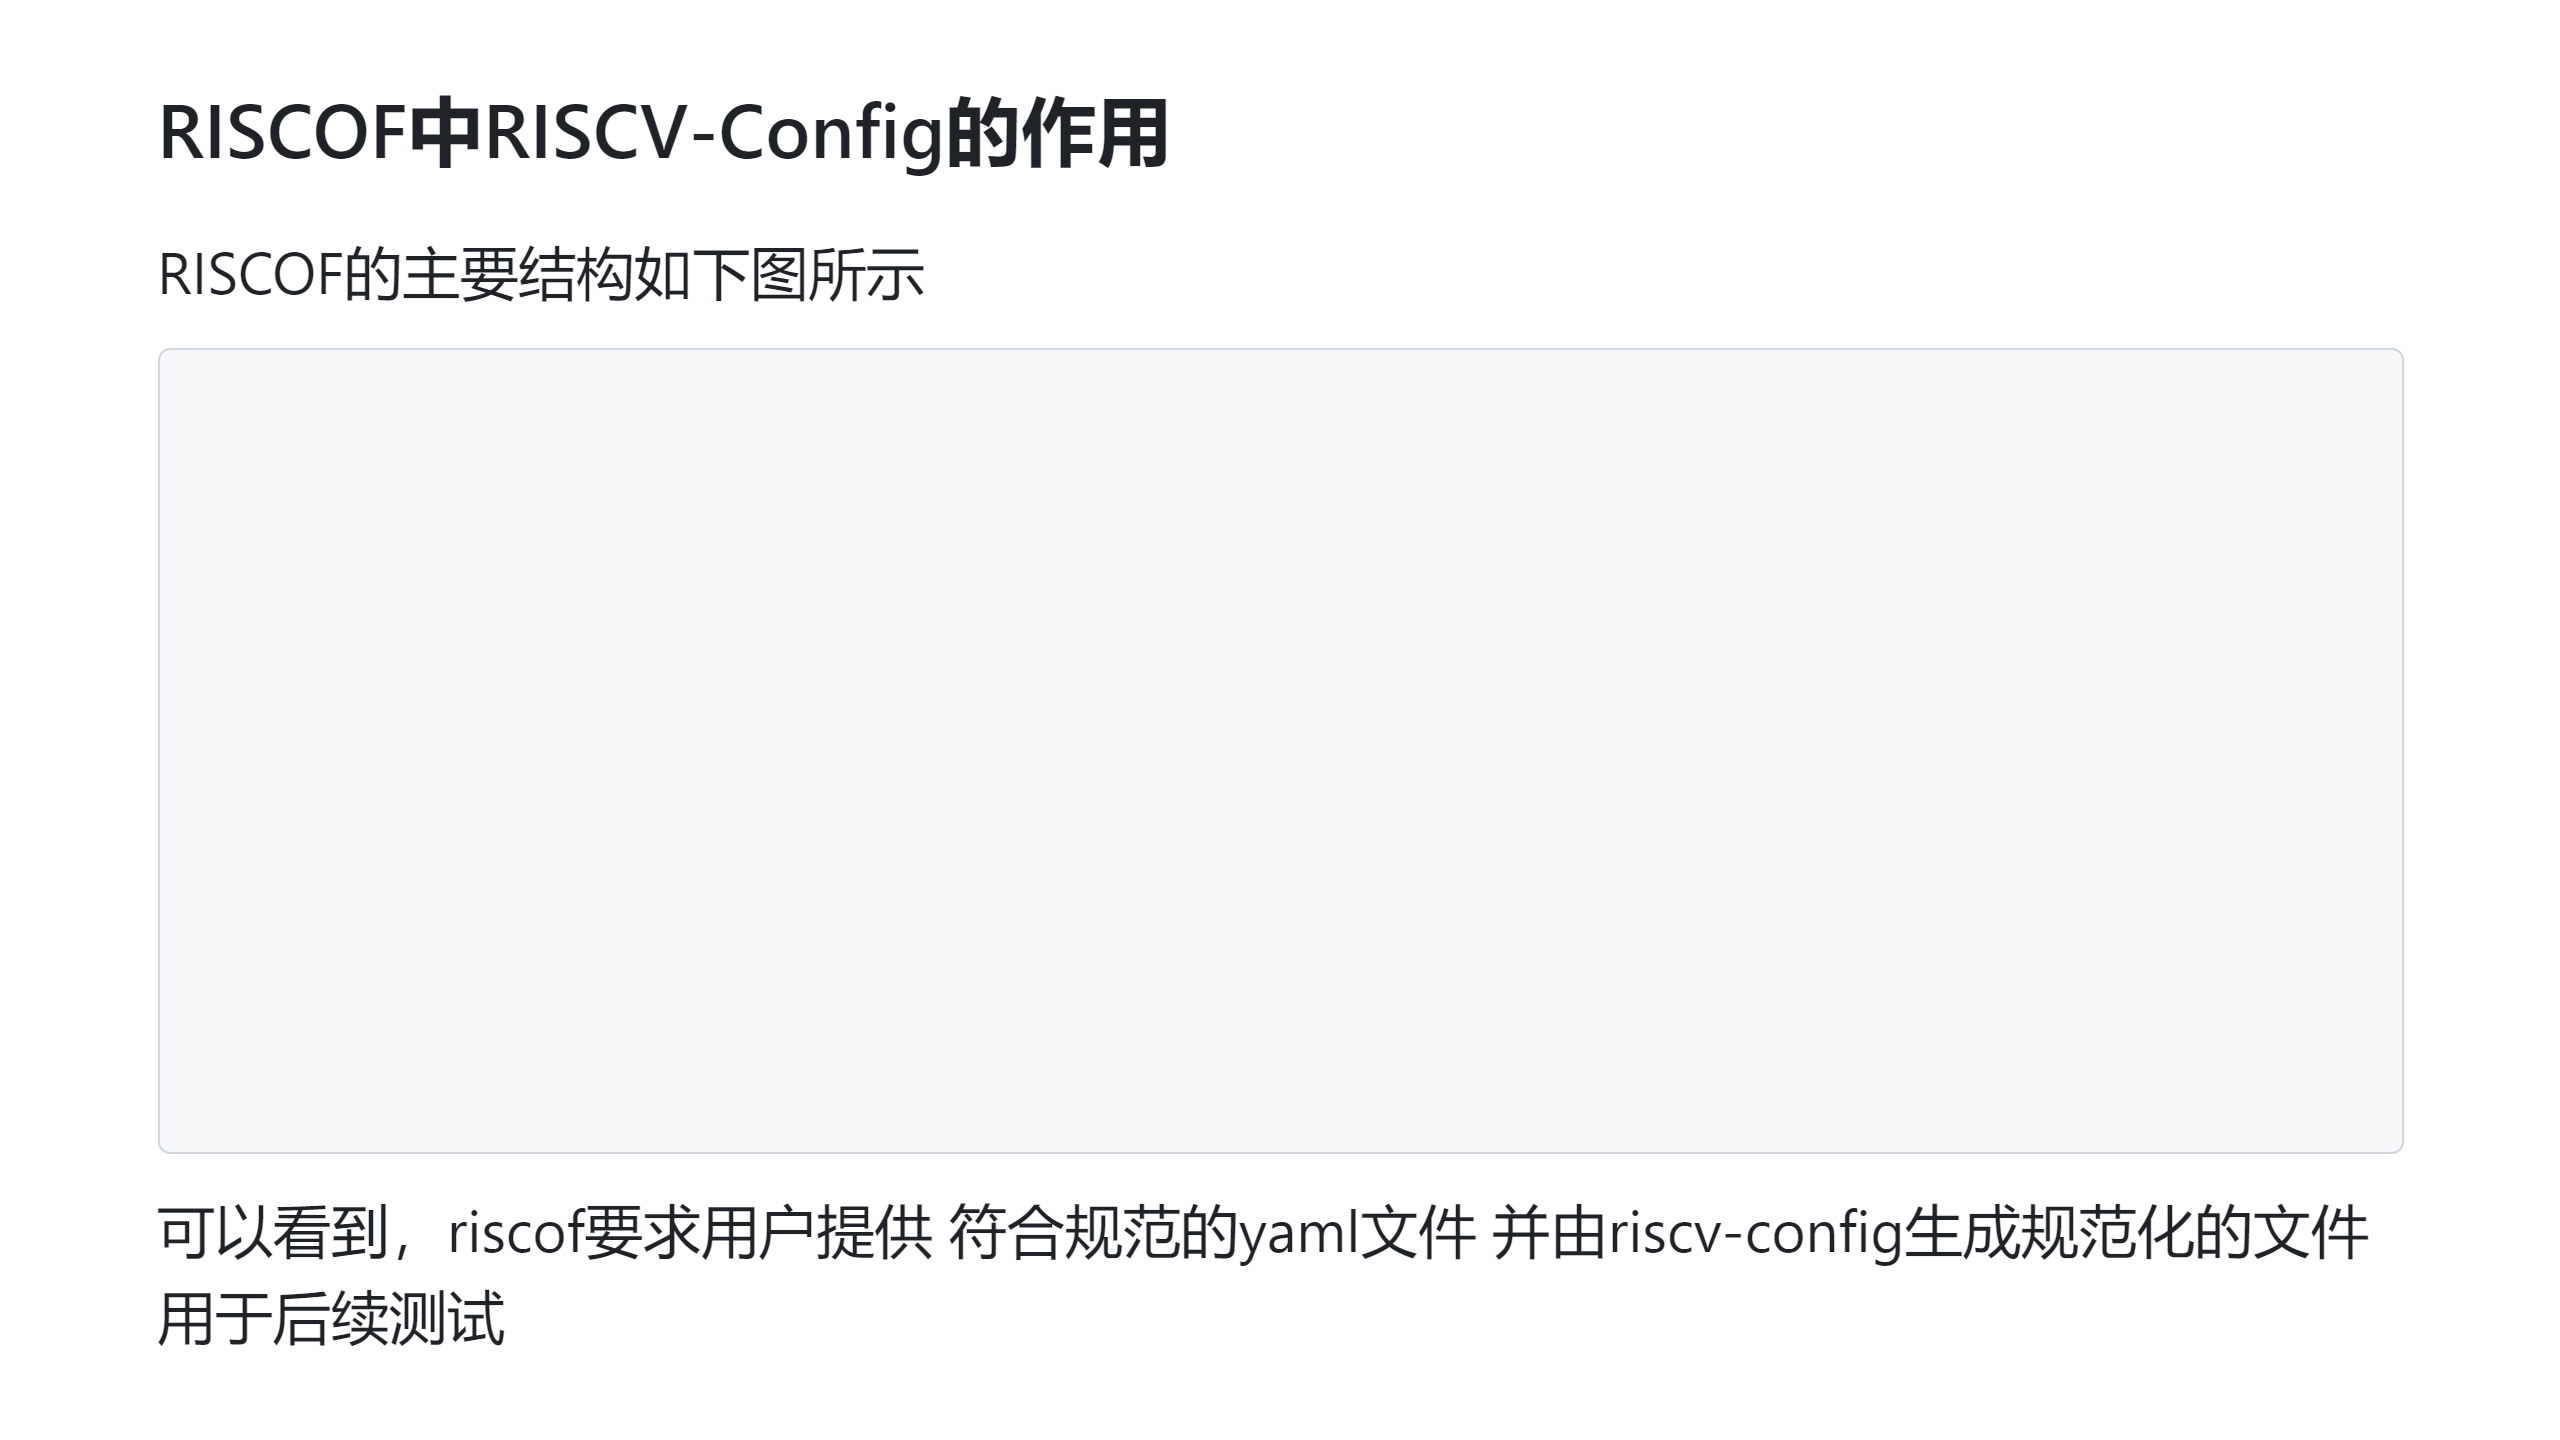 RISCOF中RISCV-Config的作用
RISCOF的主要结构如下图所示
可以看到，riscof要求用户提供 符合规范的yaml文件 并由riscv-config生成规范化的文件
用于后续测试